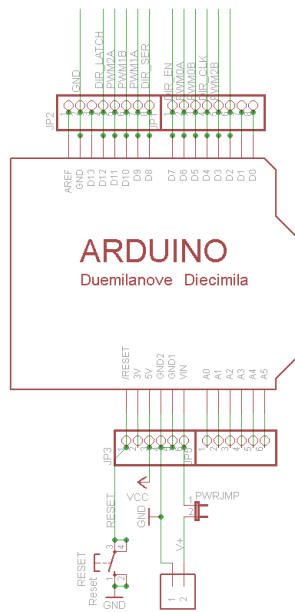 GND
DIR_LATCH
PWM2A
PWM1B
PWM1A
DIR_SER
DIR_EN
PWM0A
PWM0B
DIR_CLK
PWM2B
JP2
AREF
GND
D13
D12
D11
D10
D9
D8
D7
D6
D5
D4
D3
D2
D1
D0
ARDUINO
Duemilanove Diecimila
/RESET
3V
5V
GND2
GND1
VIN
A0
A1
A2
A3
A4
A5
JP3
JP5
RESET
VCC
GND
PWRJMP
1
2
V+
RESET
Reset
3
4
1
2
GND
1
2